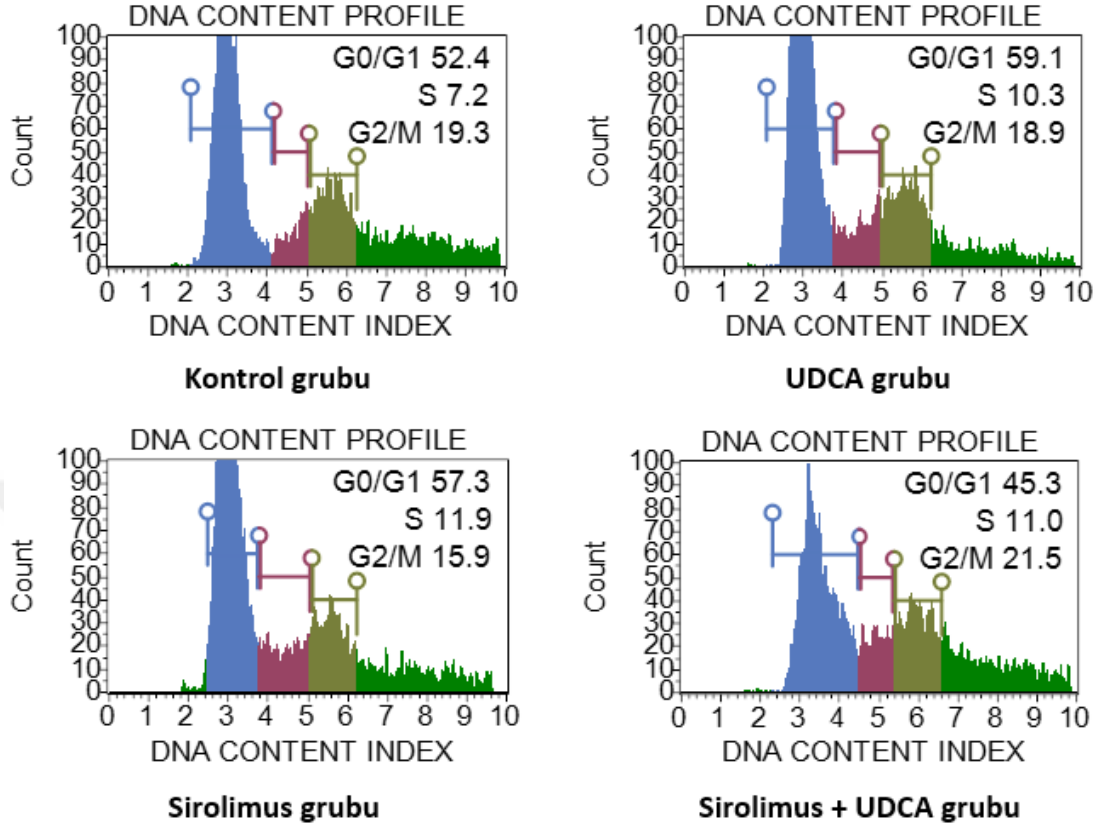 DNA CONTENT PROFILE
100
90
80
70
60
50
40
30
20
10
0
Count
G0/G1 52.4
S 7.2
G2/M 19.3
0 1 2 3 4 5 6 7 8 9 10
DNA CONTENT INDEX
Kontrol grubu
DNA CONTENT PROFILE
100
90
80
70
60
50
40
30
20
10
0
Count
G0/G1 59.1
S 10.3
G2/M 18.9
0 1 2 3 4 5 6 7 8 9 10
DNA CONTENT INDEX
UDCA grubu
DNA CONTENT PROFILE
100
90
80
70
60
50
40
30
20
10
0
Count
G0/G1 57.3
S 11.9
G2/M 15.9
0 1 2 3 4 5 6 7 8 9 10
DNA CONTENT INDEX
Sirolimus grubu
DNA CONTENT PROFILE
100
90
80
70
60
50
40
30
20
10
0
Count
G0/G1 45.3
S 11.0
G2/M 21.5
0 1 2 3 4 5 6 7 8 9 10
DNA CONTENT INDEX
Sirolimus + UDCA grubu